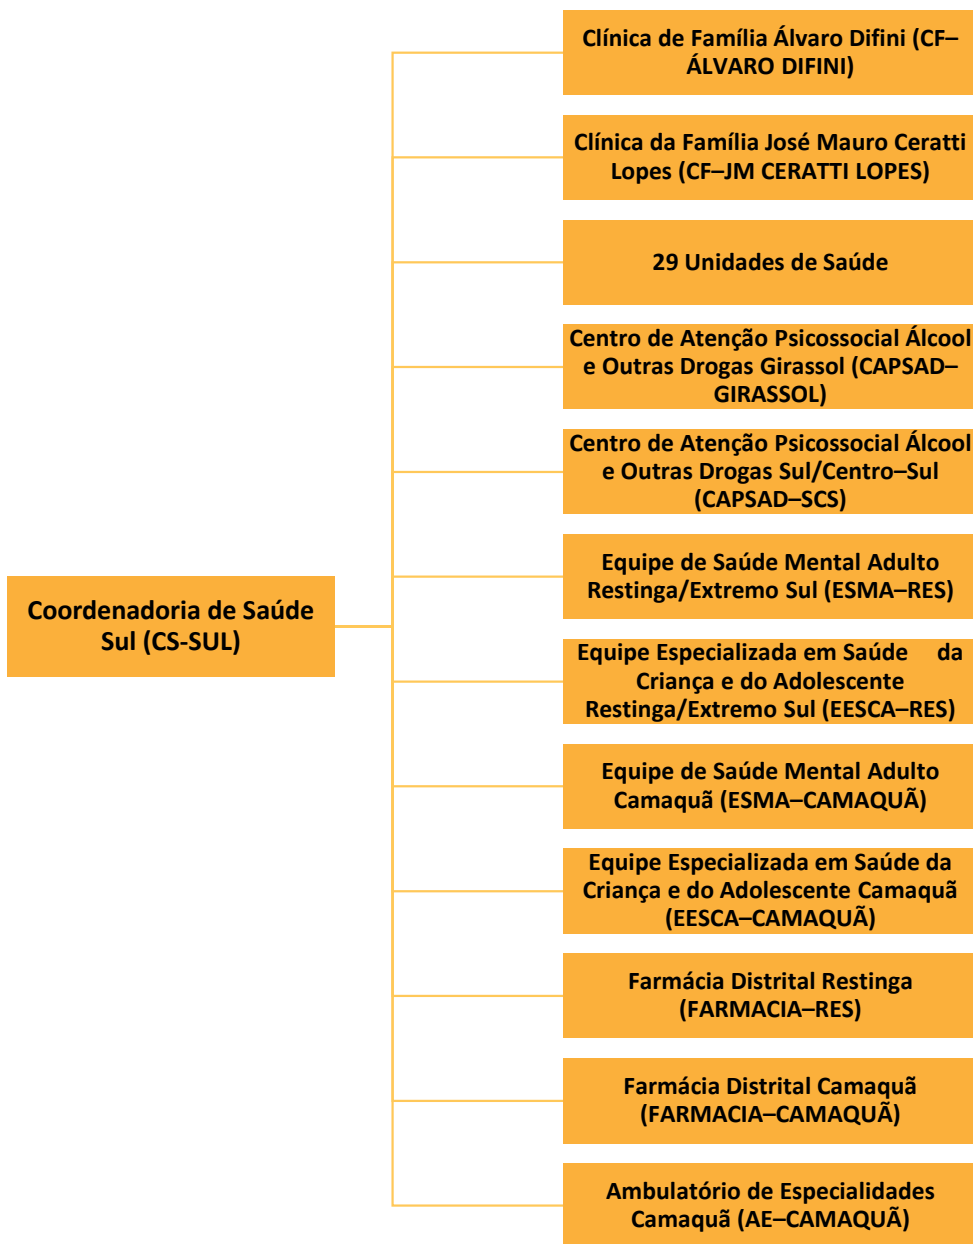 Clínica de Família Álvaro Difini (CF–
ÁLVARO DIFINI)
Clínica da Família José Mauro Ceratti
Lopes (CF–JM CERATTI LOPES)
29 Unidades de Saúde
Centro de Atenção Psicossocial Álcool
e Outras Drogas Girassol (CAPSAD–
GIRASSOL)
Centro de Atenção Psicossocial Álcool
e Outras Drogas Sul/Centro–Sul
(CAPSAD–SCS)
Coordenadoria de Saúde
Sul (CS-SUL)
Equipe de Saúde Mental Adulto
Restinga/Extremo Sul (ESMA–RES)
Equipe Especializada em Saúde da
Criança e do Adolescente
Restinga/Extremo Sul (EESCA–RES)
Equipe de Saúde Mental Adulto
Camaquã (ESMA–CAMAQUÃ)
Equipe Especializada em Saúde da
Criança e do Adolescente Camaquã
(EESCA–CAMAQUÃ)
Farmácia Distrital Restinga
(FARMACIA–RES)
Farmácia Distrital Camaquã
(FARMACIA–CAMAQUÃ)
Ambulatório de Especialidades
Camaquã (AE–CAMAQUÃ)